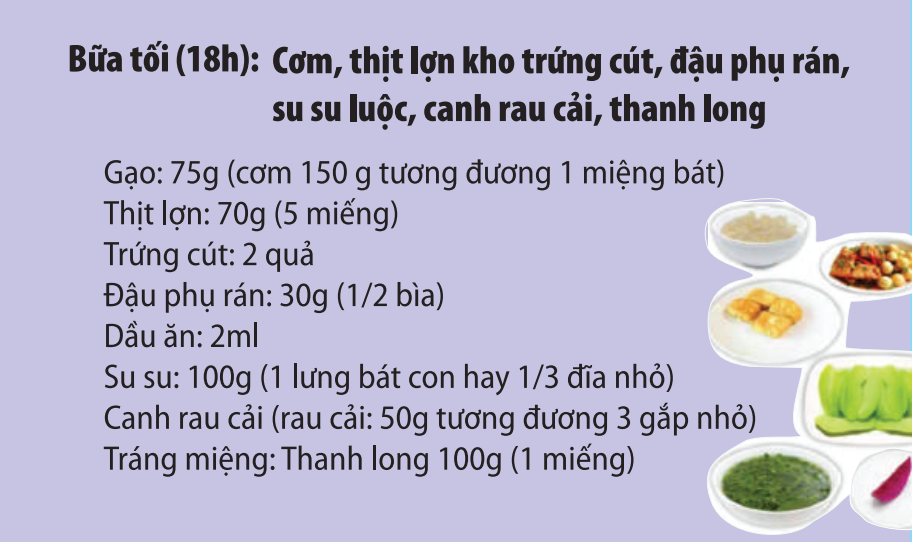 Bữa tối (18h): Cơm, thịt lợn kho trứng cút, đậu phụ rán,
su su luộc, canh rau cải, thanh long
Gạo: 75g (cơm 150 g tương đương 1 miệng bát)
Thịt lợn: 70g (5 miếng)
Trứng cút: 2 quả
Đậu phụ rán: 30g (1/2 bìa)
Dầu ăn: 2ml
Su su: 100g (1 lưng bát con hay 1/3 đĩa nhỏ)
Canh rau cải (rau cải: 50g tương đương 3 gắp nhỏ)
Tráng miệng: Thanh long 100g (1 miếng)